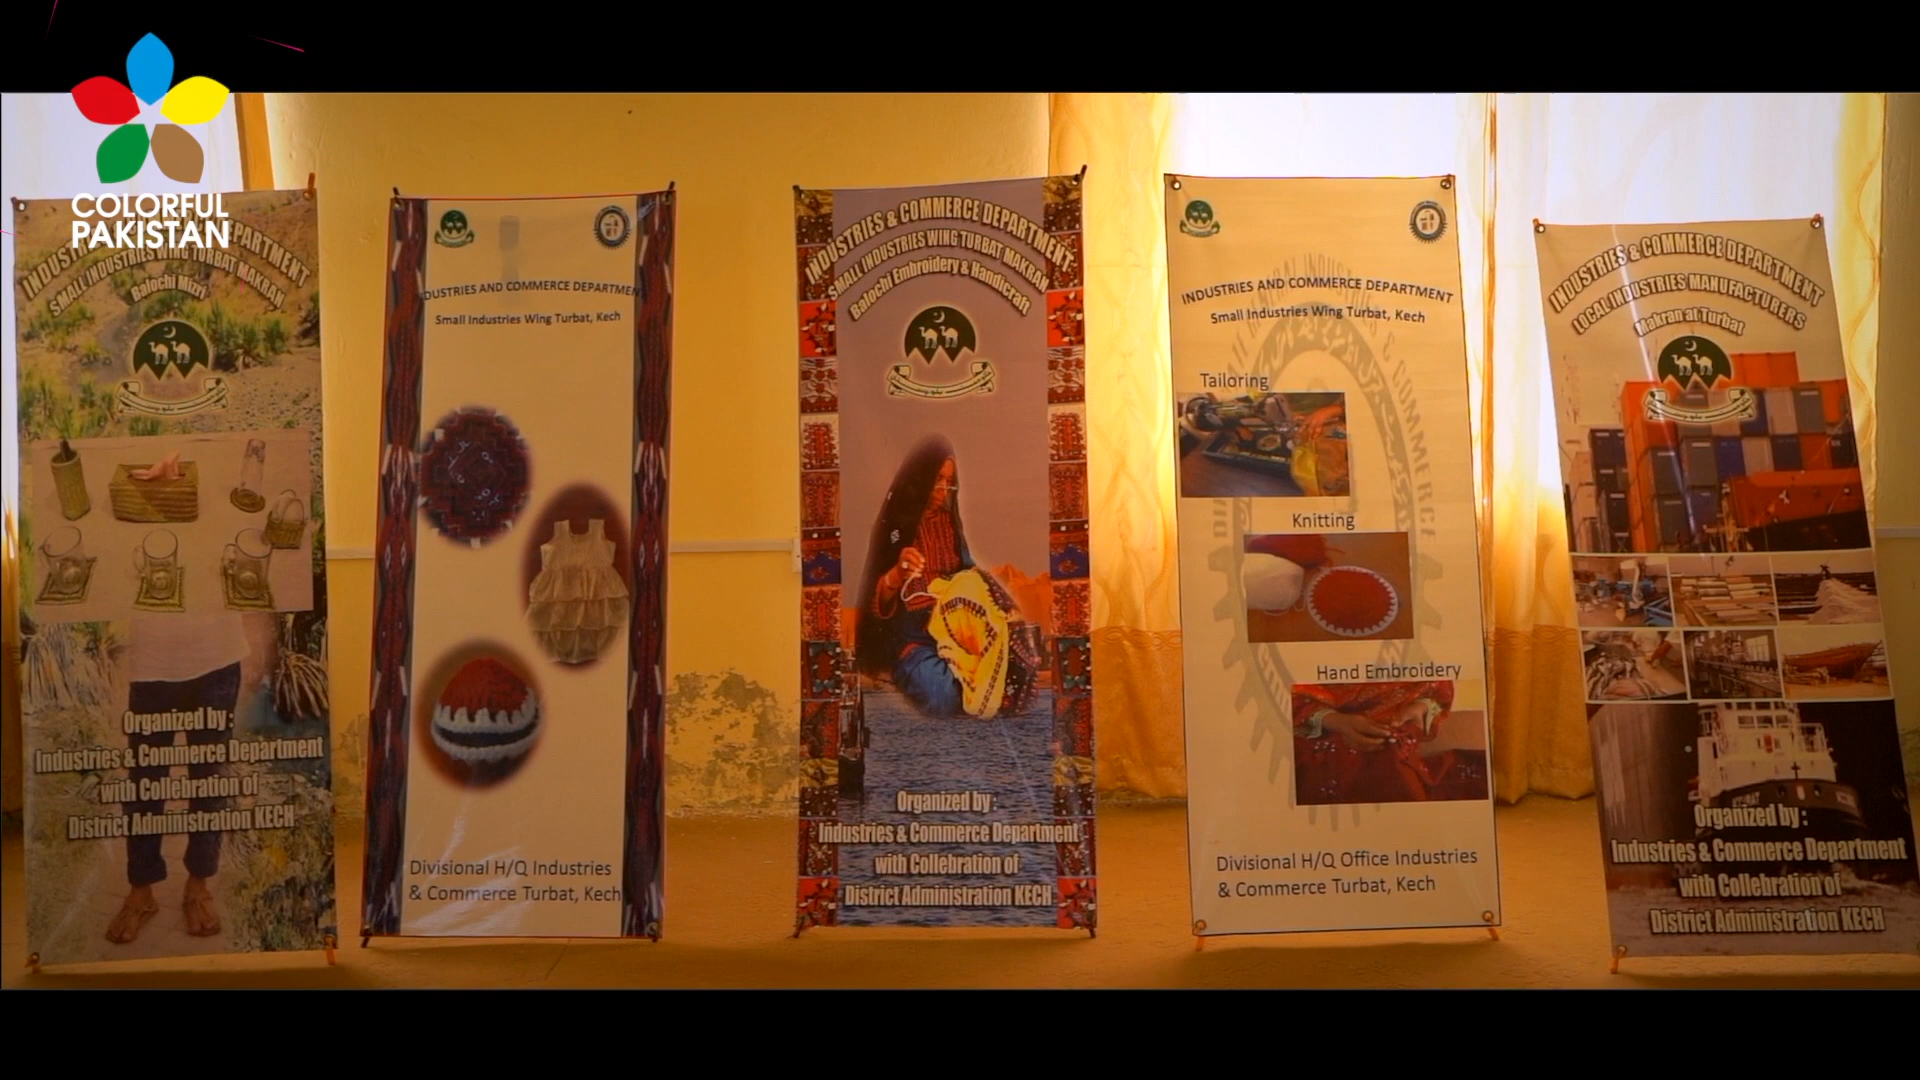 COLORFUL
PAKISTAN
INDUSTRIES & COMMERCE DEPARTMENT
SMALL INDUSTRIES WING TURBAT MAKRAN
Balochi Mizri
Organized by :
Industries & Commerce Department
with Collebration of
District Administration KECH
DUSTRIES AND COMMERCE DEPARTMEN
Small Industries Wing Turbat, Kech
Divisional H/Q Industries
& Commerce Turbat, Kech
INDUSTRIES & COMMERCE DEPARTMENT
SMALL INDUSTRIES WING TURBAT MAKRAN
Balochi Embroidery & Handicraft
Organized by :
Industries & Commerce Department
with Collebration of
District Administration KECH
INDUSTRIES AND COMMERCE DEPARTMENT
Small Industries Wing Turbat, Kech
Tailoring
Knitting
Hand Embroidery
Divisional H/Q Office Industries
& Commerce Turbat, Kech
INDUSTRIES & COMMERCE DEPARTMENT
LOCAL INDUSTRIES MANUFACTURERS
Makran at Turbat
Organized by :
Industries & Commerce Department
with Collebration of
District Administration KECH